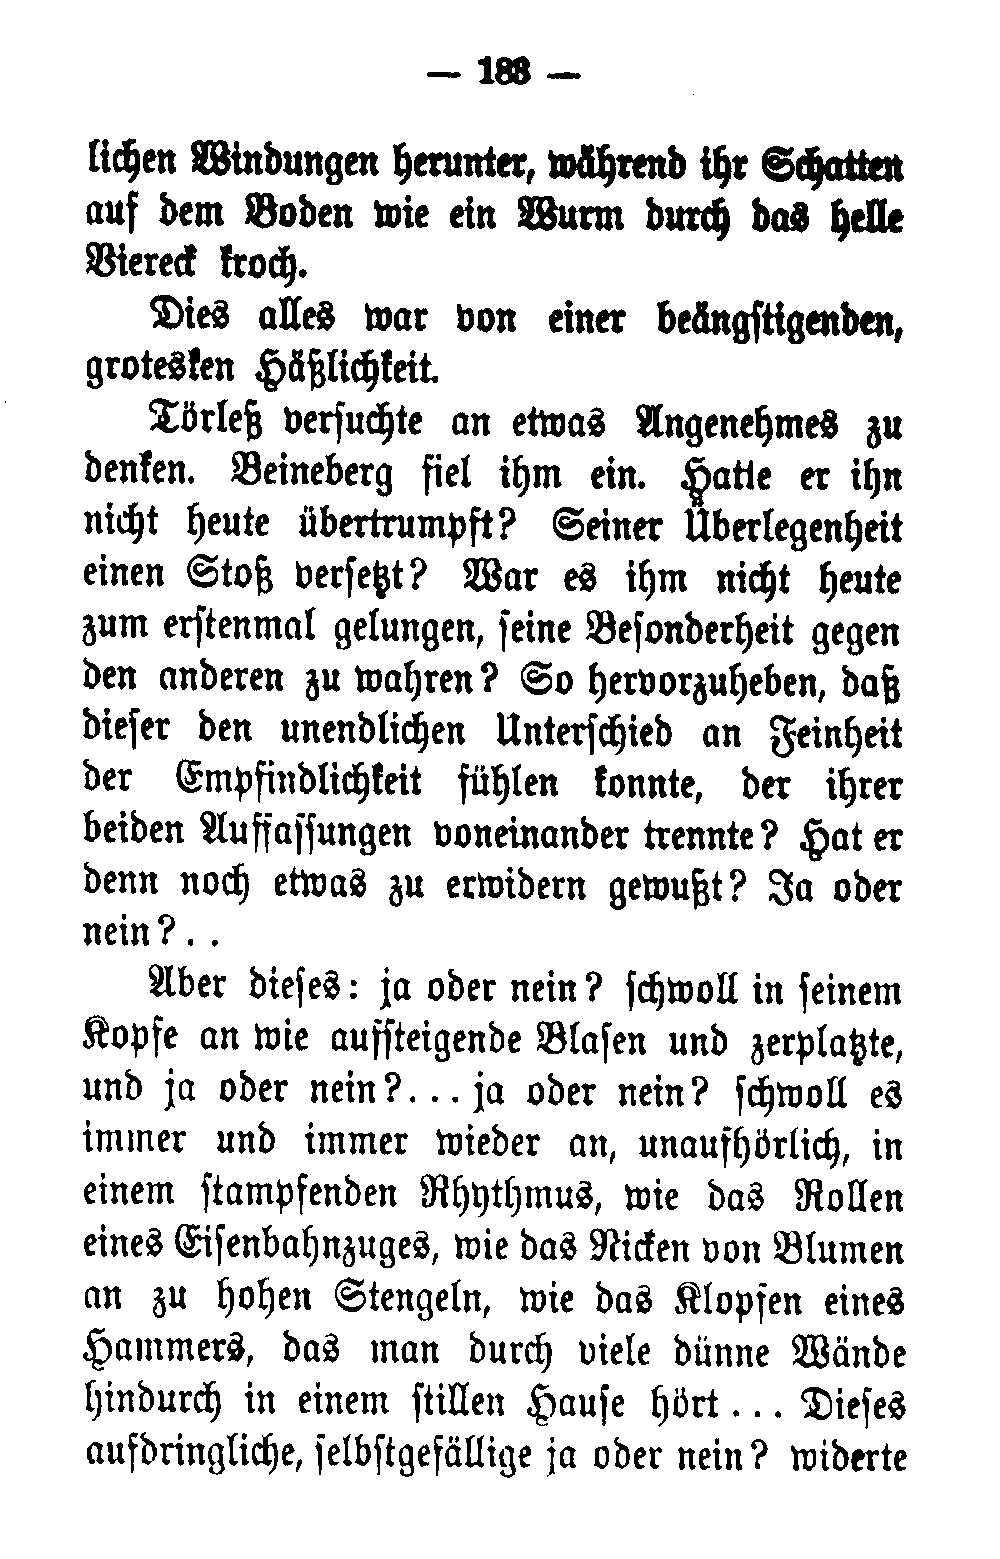 — 183 —
lichen Windungen herunter, während ihr Schatten
auf dem Boden wie ein Wurm durch das helle
Viereck kroch.
Dies alles war von einer beängstigenden,
grotesken Häßlichkeit.
Törleß versuchte an etwas Angenehmes zu
denken. Beineberg fiel ihm ein. Hatte er ihn
nicht heute übertrumpft? Seiner Überlegenheit
einen Stoß versetzt? War es ihm nicht heute
zum erstenmal gelungen, seine Besonderheit gegen
den anderen zu wahren? So hervorzuheben, daß
dieser den unendlichen Unterschied an Feinheit
der Empfindlichkeit fühlen konnte, der ihrer
beiden Auffassungen voneinander trennte? Hat er
denn noch etwas zu erwidern gewußt? Ja oder
nein?. .
Aber dieses: ja oder nein? schwoll in seinem
Kopfe an wie aufsteigende Blasen und zerplatzte,
und ja oder nein?... ja oder nein? schwoll es
immer und immer wieder an, unaufhörlich, in
einem stampfenden Rhythmus, wie das Rollen
eines Eisenbahnzuges, wie das Nicken von Blumen
an zu hohen Stengeln, wie das Klopfen eines
Hammers, das man durch viele dünne Wände
hindurch in einem stillen Hause hört ... Dieses
aufdringliche, selbstgefällige ja oder nein? widerte